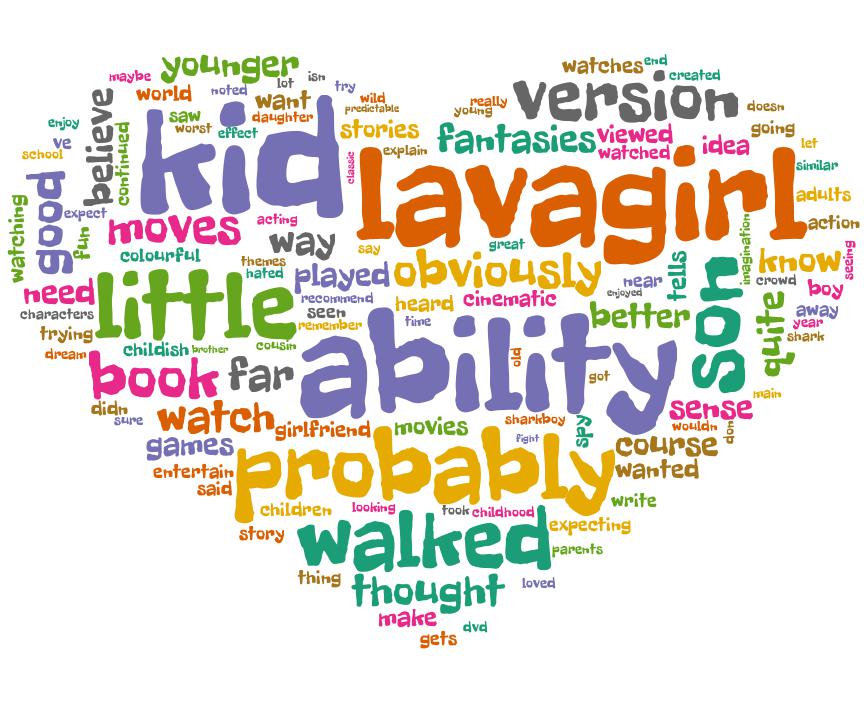 younger
watches
end
created
maybe
lot
isn
try
world
noted
want
wild
predictable
really
young
version
doesn
believe
saw
worst
effect
daughter
stories
fantasies
viewed
watched
idea
going
let
enjoy
ve
school
continued
kid
classic
explain
lavagirl
similar
adults
action
good
expect
fun
watching
moves
acting
way
say
great
imagination
know
seeing
colourful
themes
hated
played
obviously
near
enjoyed
tells
son
crowd
boy
need
little
recommend
seen
remember
heard
cinematic
better
quite
away
year
shark
characters
trying
dream
childish
brother
cousin
time
ability
old
got
book
far
main
didn
sure
watch
girlfriend
movies
sharkboy
spy
sense
wouldn
don
games
fight
course
probably
entertain
said
wanted
children
looking
took
childhood
write
expecting
story
walked
parents
thing
thought
loved
make
gets
dvd